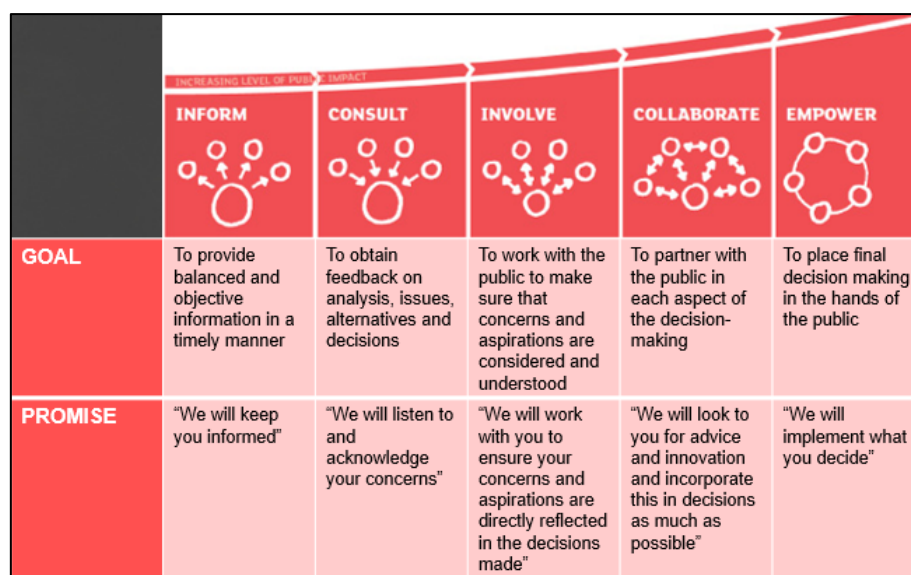 INCREASING LEVEL OF PUBLIC IMPACT
INFORM
CONSULT
INVOLVE
COLLABORATE
EMPOWER
GOAL
To provide
balanced and
objective
information in a
timely manner
To obtain
feedback on
analysis, issues,
alternatives and
decisions
To work with the
public to make
sure that
concerns and
aspirations are
considered and
understood
To partner with
the public in
each aspect of
the decision-
making
To place final
decision making
in the hands of
the public
PROMISE
“We will keep
you informed”
“We will listen to
and
acknowledge
your concerns”
“We will work
with you to
ensure your
concerns and
aspirations are
directly reflected
in the decisions
made”
“We will look to
you for advice
and innovation
and incorporate
this in decisions
as much as
possible”
“We will
implement what
you decide”